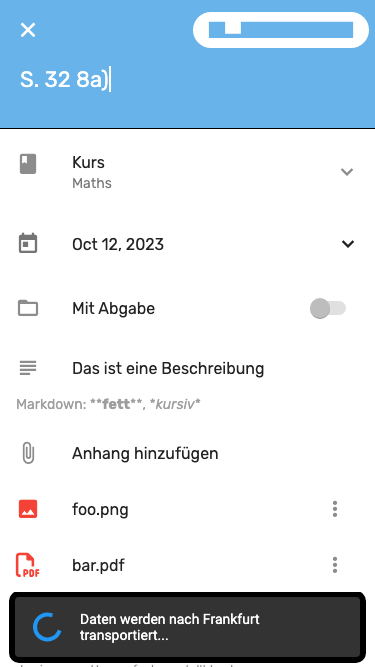 S. 32 8a)
Kurs
Maths
Oct 12, 2023
Mit Abgabe
Das ist eine Beschreibung
Markdown: **fett**, *kursiv*
Anhang hinzufügen
foo.png
PDF
bar.pdf
Daten werden nach Frankfurt
transportiert...